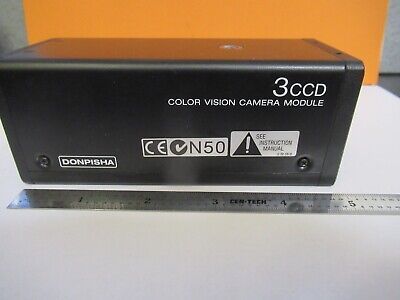 3CCD
COLOR VISION CAMERA MODULE
DONPISHA
CE N50
SEE
INSTRUCTION
MANUAL
1 2 3 CEN-TECH 4 5